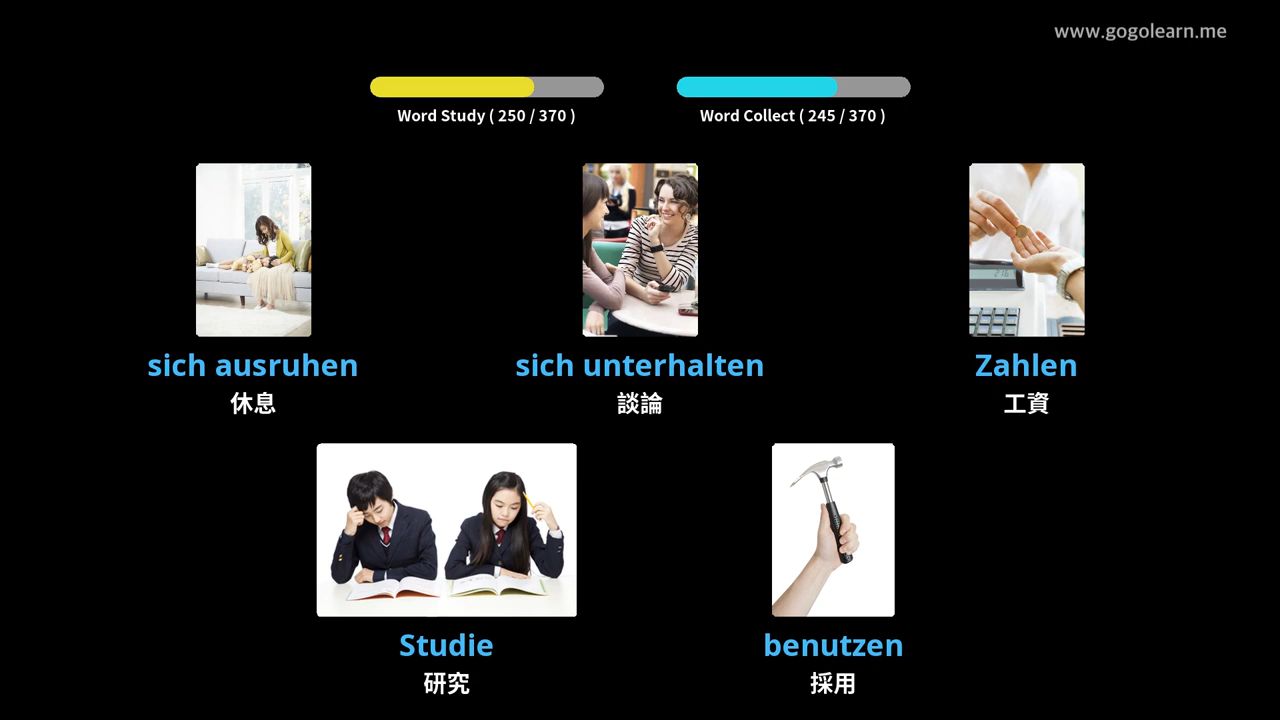 www.gogolearn.me
Word Study ( 250 / 370 )
Word Collect ( 245 / 370 )
sich ausruhen
休息
sich unterhalten
談論
Zahlen
工資
Studie
研究
benutzen
採用